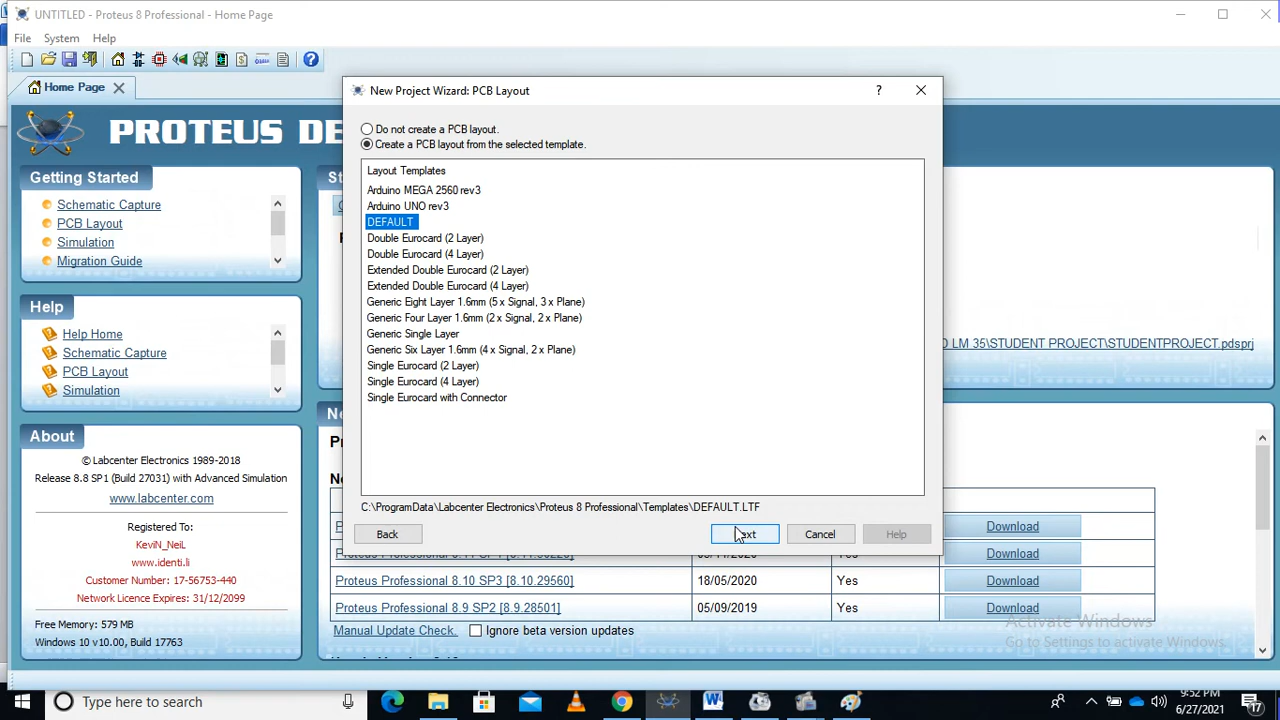 UNTITLED - Proteus 8 Professional - Home Page
File System Help
Home Page
PROTEUS DE
Getting Started
Schematic Capture
PCB Layout
Simulation
Migration Guide
Help
Help Home
Schematic Capture
PCB Layout
Simulation
About
© Labcenter Electronics 1989-2018
Release 8.8 SP1 (Build 27031) with Advanced Simulation
www.labcenter.com
Registered To:
KeviN_NeiL
www.identi.li
Customer Number: 17-56753-440
Network Licence Expires: 31/12/2099
Free Memory: 579 MB
Windows 10 v10.00, Build 17763
New Project Wizard: PCB Layout
Do not create a PCB layout.
Create a PCB layout from the selected template.
Layout Templates
Arduino MEGA 2560 rev3
Arduino UNO rev3
DEFAULT
Double Eurocard (2 Layer)
Double Eurocard (4 Layer)
Extended Double Eurocard (2 Layer)
Extended Double Eurocard (4 Layer)
Generic Eight Layer 1.6mm (5 x Signal, 3 x Plane)
Generic Four Layer 1.6mm (2 x Signal, 2 x Plane)
Generic Single Layer
Generic Six Layer 1.6mm (4 x Signal, 2 x Plane)
Single Eurocard (2 Layer)
Single Eurocard (4 Layer)
Single Eurocard with Connector
C:\ProgramData\Labcenter Electronics\Proteus 8 Professional\Templates\DEFAULT.LTF
Back Next Cancel Help
D LM 35\STUDENT PROJECT\STUDENTPROJECT.pdsprj
Download
Download
Proteus Professional 8.10 SP3 [8.10.29560] 18/05/2020 Yes Download
Proteus Professional 8.9 SP2 [8.9.28501] 05/09/2019 Yes Download
Manual Update Check. Ignore beta version updates
Activate Windows
Go to Settings to activate Windows.
Type here to search
9:52 PM
6/27/2021
17